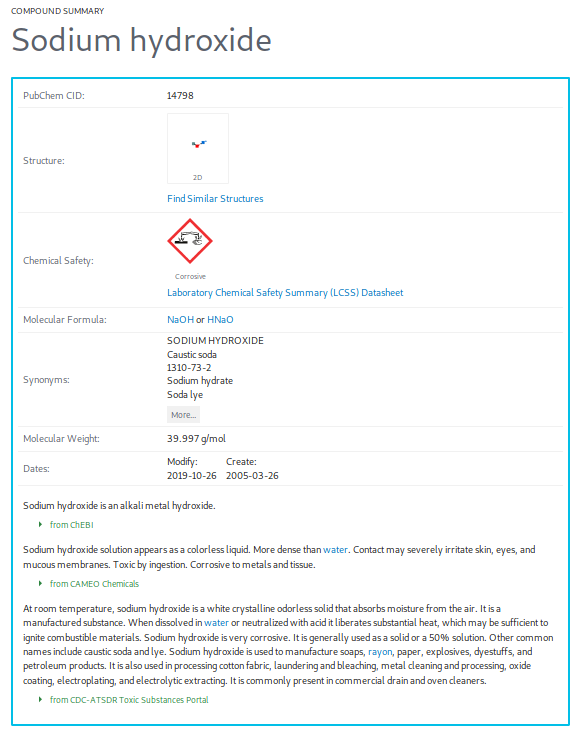 COMPOUND SUMMARY
Sodium hydroxide
PubChem CID: 14798
Structure:
2D
Find Similar Structures
Chemical Safety:
Corrosive
Laboratory Chemical Safety Summary (LCSS) Datasheet
Molecular Formula: NaOH or HNaO
Synonyms:
SODIUM HYDROXIDE
Caustic soda
1310-73-2
Sodium hydrate
Soda lye
More...
Molecular Weight: 39.997 g/mol
Dates:
Modify: Create:
2019-10-26 2005-03-26
Sodium hydroxide is an alkali metal hydroxide.
from ChEBI
Sodium hydroxide solution appears as a colorless liquid. More dense than water. Contact may severely irritate skin, eyes, and
mucous membranes. Toxic by ingestion. Corrosive to metals and tissue.
from CAMEO Chemicals
At room temperature, sodium hydroxide is a white crystalline odorless solid that absorbs moisture from the air. It is a
manufactured substance. When dissolved in water or neutralized with acid it liberates substantial heat, which may be sufficient to
ignite combustible materials. Sodium hydroxide is very corrosive. It is generally used as a solid or a 50% solution. Other common
names include caustic soda and lye. Sodium hydroxide is used to manufacture soaps, rayon, paper, explosives, dyestuffs, and
petroleum products. It is also used in processing cotton fabric, laundering and bleaching, metal cleaning and processing, oxide
coating, electroplating, and electrolytic extracting. It is commonly present in commercial drain and oven cleaners.
from CDC-ATSDR Toxic Substances Portal